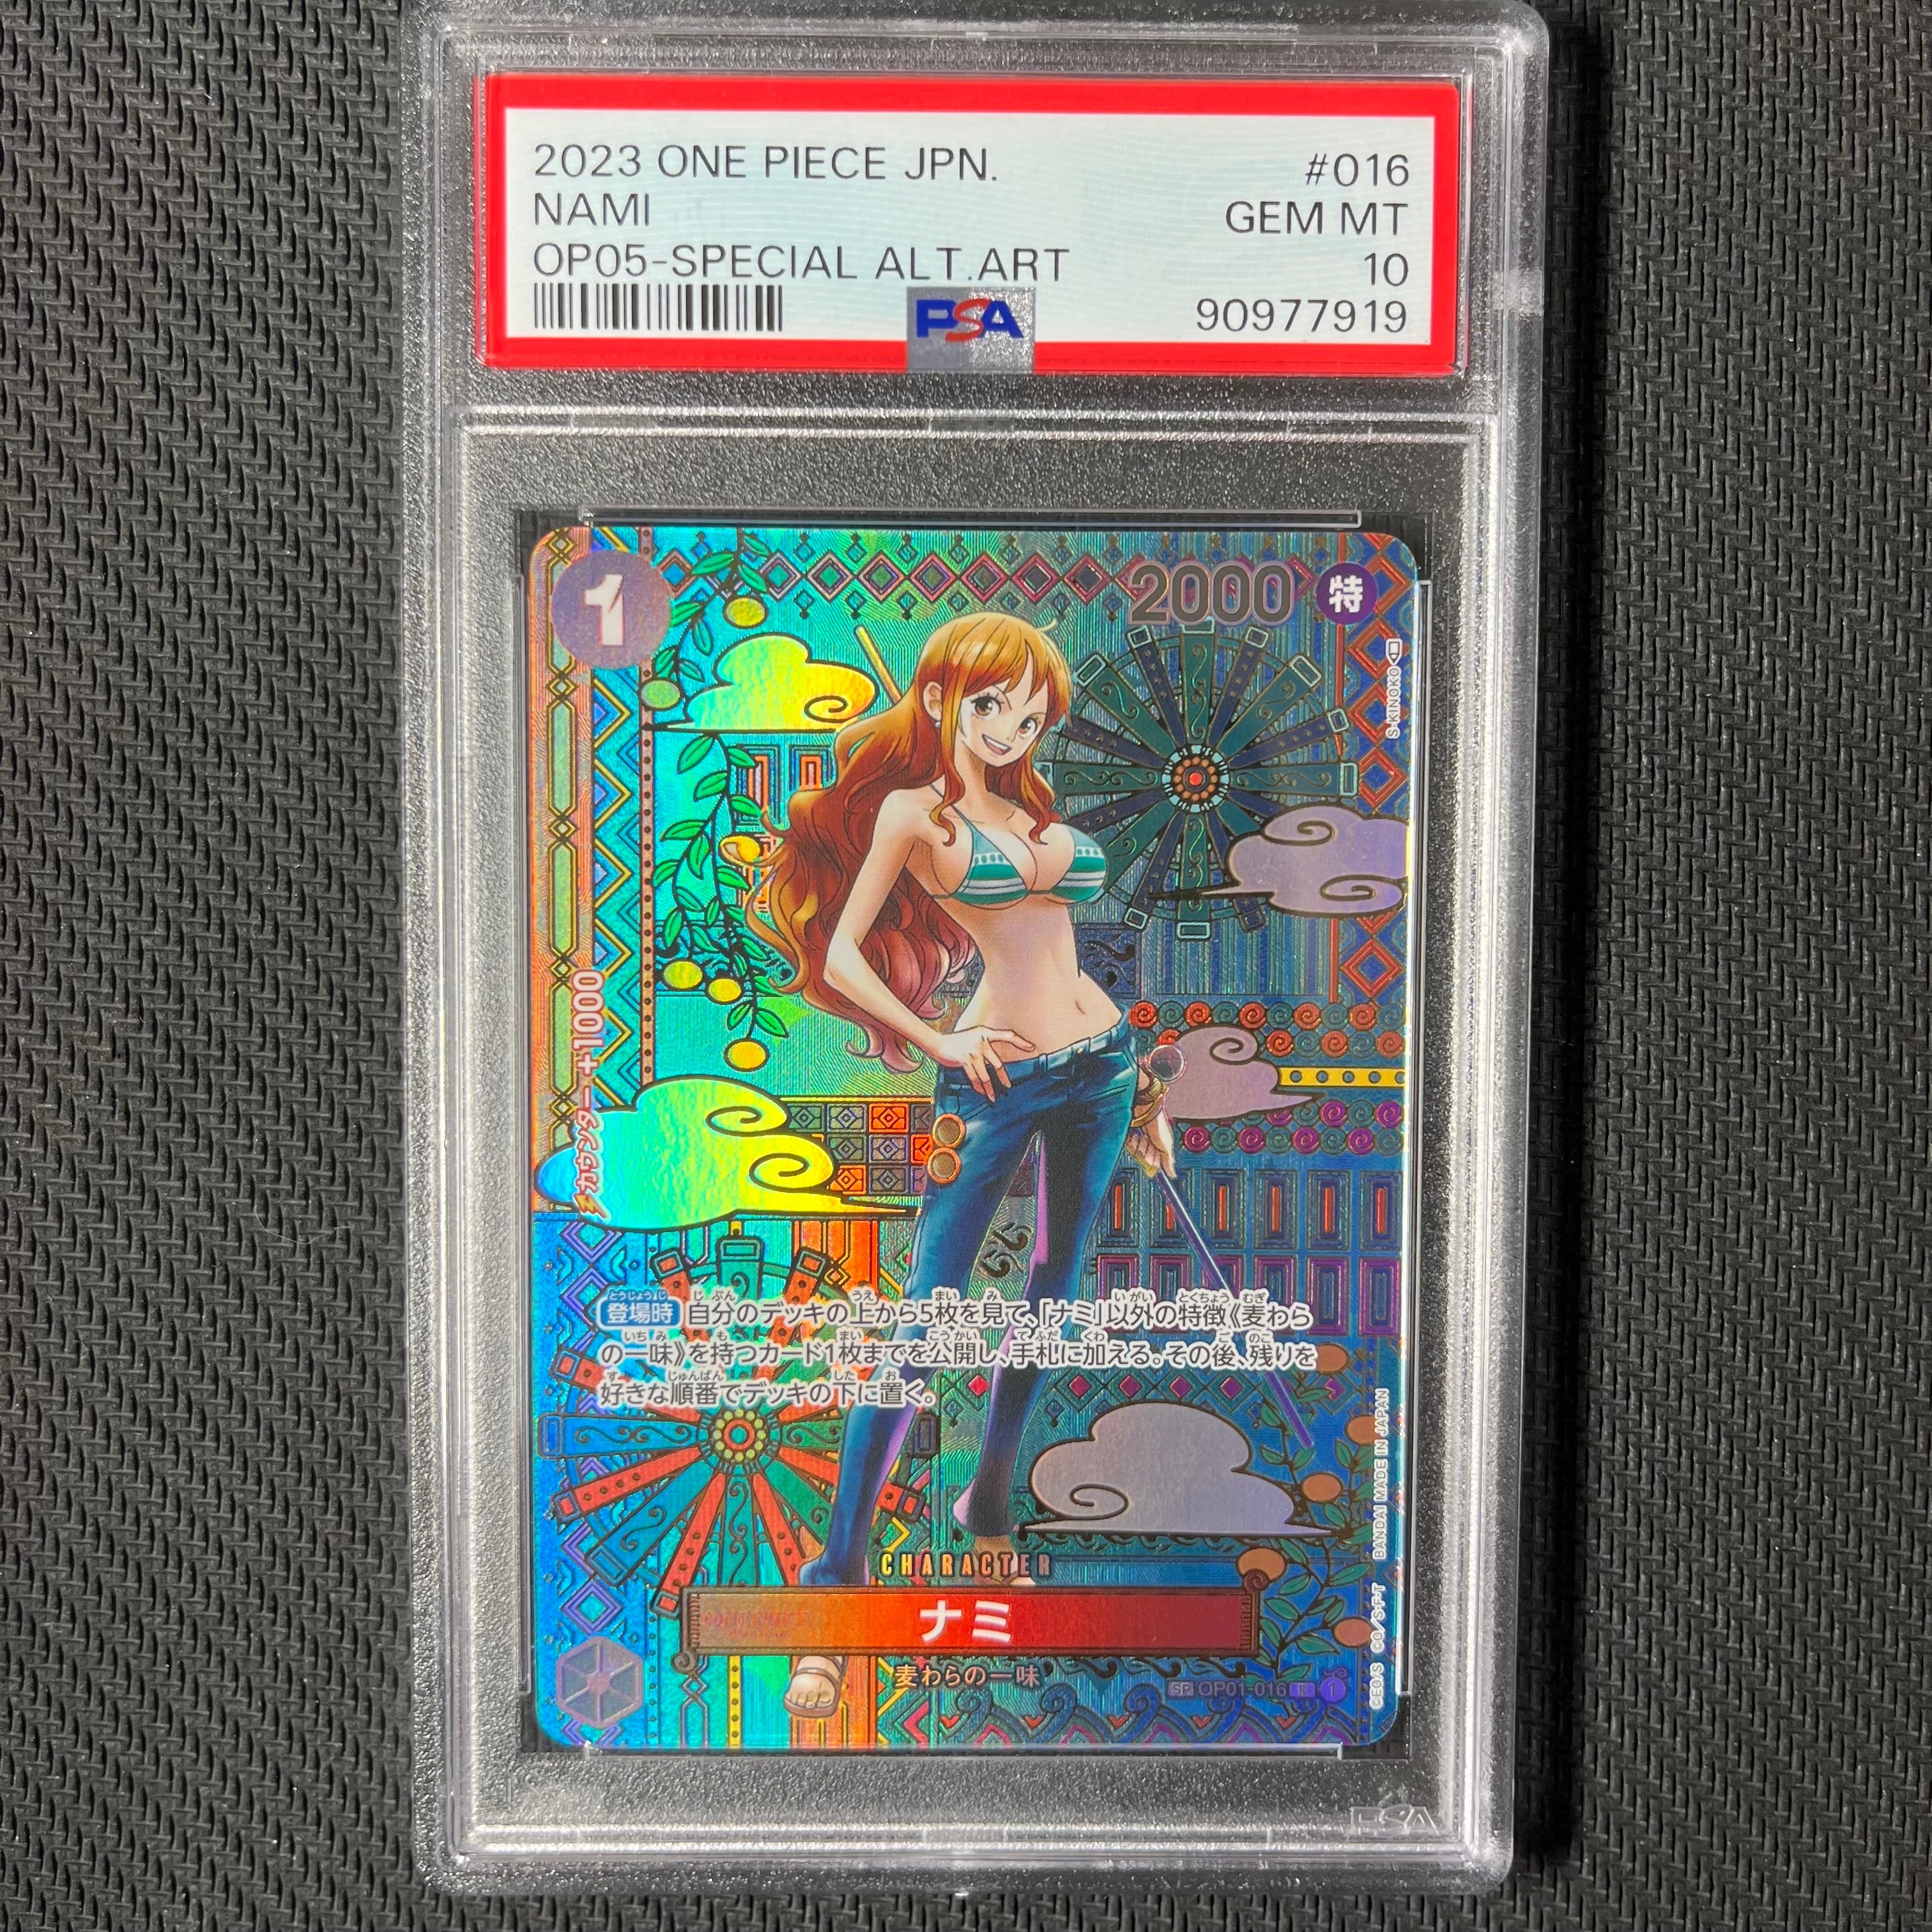 2023 ONE PIECE JPN. #016
NAMI GEM MT
OP05-SPECIAL ALT.ART 10
90977919
PSA
1
2000 特
S-KINOKO
カウンター+1000
登場時 自分のデッキの上から5枚を見て、「ナミ」以外の特徴《麦わら
の一味》を持つカード1枚までを公開し、手札に加える。その後、残りを
好きな順番でデッキの下に置く。
CHARACTER
ナミ
麦わらの一味
SP OP01-016 R 1
©EO/S ©O/S･F･T BANDAI MADE IN JAPAN
PSA